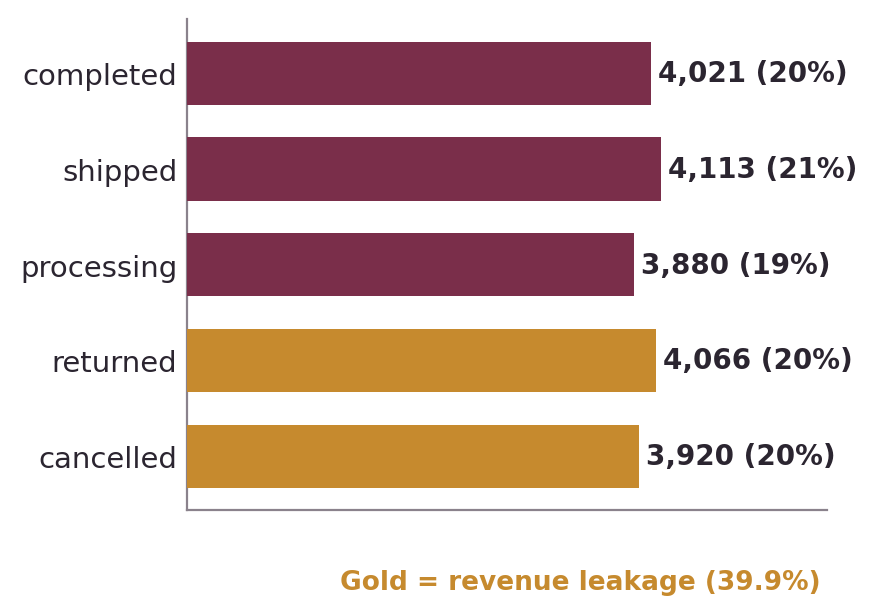 completed 4,021 (20%)
shipped 4,113 (21%)
processing 3,880 (19%)
returned 4,066 (20%)
cancelled 3,920 (20%)
Gold = revenue leakage (39.9%)